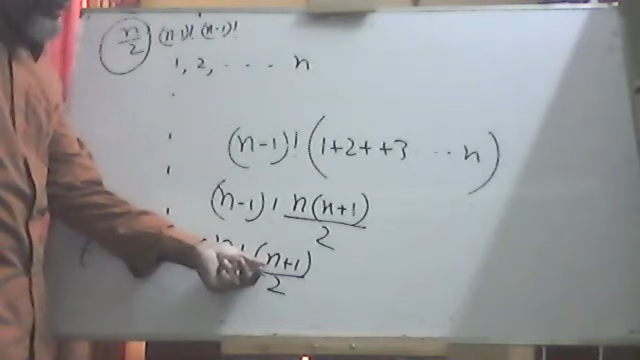 n/2 (n-1)! (n-1)!
1, 2, . . . . n
(n-1)! (1+2++3 .. n)
(n-1)! n(n+1)/2
n! (n+1)/2